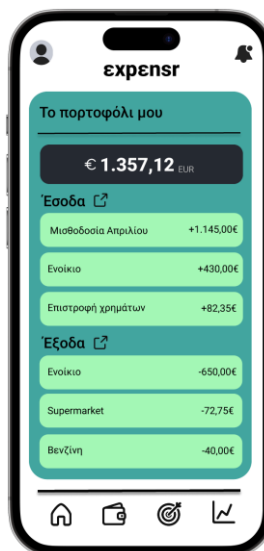 εxpεnsr
Το πορτοφόλι μου
€ 1.357,12 EUR
Έσοδα
Μισθοδοσία Απριλίου +1.145,00€
Ενοίκιο +430,00€
Επιστροφή χρημάτων +82,35€
Έξοδα
Ενοίκιο -650,00€
Supermarket -72,75€
Βενζίνη -40,00€